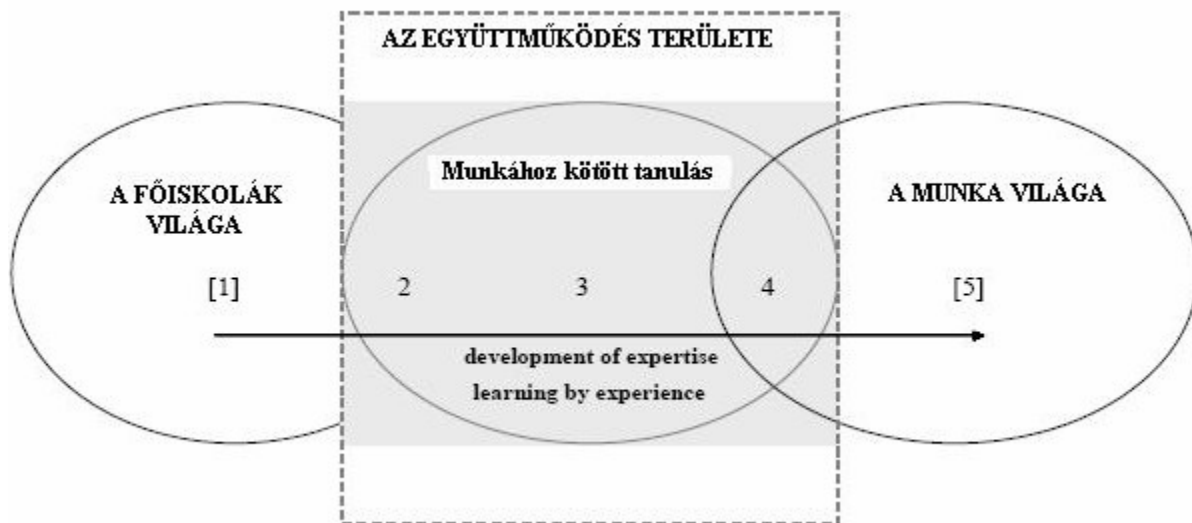 AZ EGYÜTTMŰKÖDÉS TERÜLETE
Munkához kötött tanulás
A FŐISKOLÁK
VILÁGA
A MUNKA VILÁGA
[1]
2
3
4
[5]
development of expertise
learning by experience